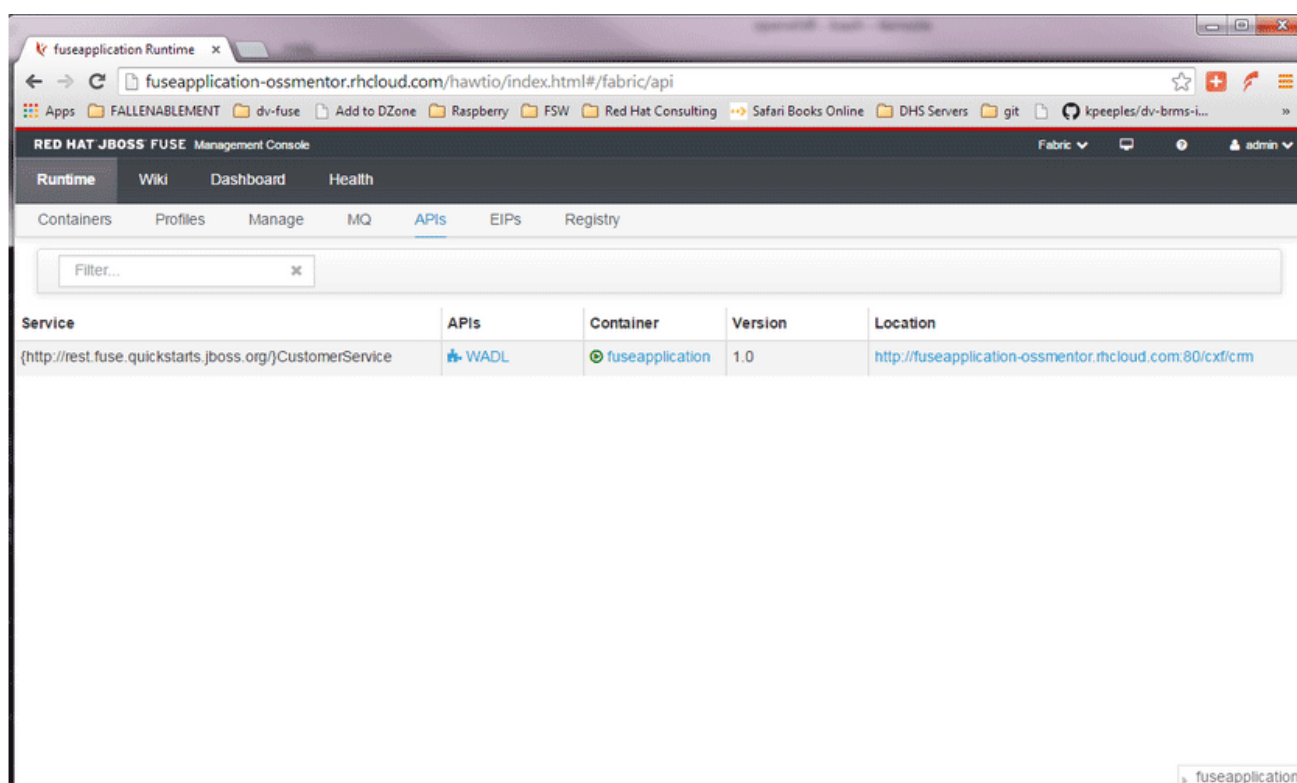 fuseapplication Runtime
fuseapplication-ossmentor.rhcloud.com/hawtio/index.html#/fabric/api
Apps FALLENABLEMENT dv-fuse Add to DZone Raspberry FSW Red Hat Consulting Safari Books Online DHS Servers git kpeeples/dv-brms-i... »
RED HAT JBOSS FUSE Management Console Fabric admin
Runtime Wiki Dashboard Health
Containers Profiles Manage MQ APIs EIPs Registry
Filter...
Service APIs Container Version Location
{http://rest.fuse.quickstarts.jboss.org/}CustomerService WADL fuseapplication 1.0 http://fuseapplication-ossmentor.rhcloud.com:80/cxf/crm
fuseapplication